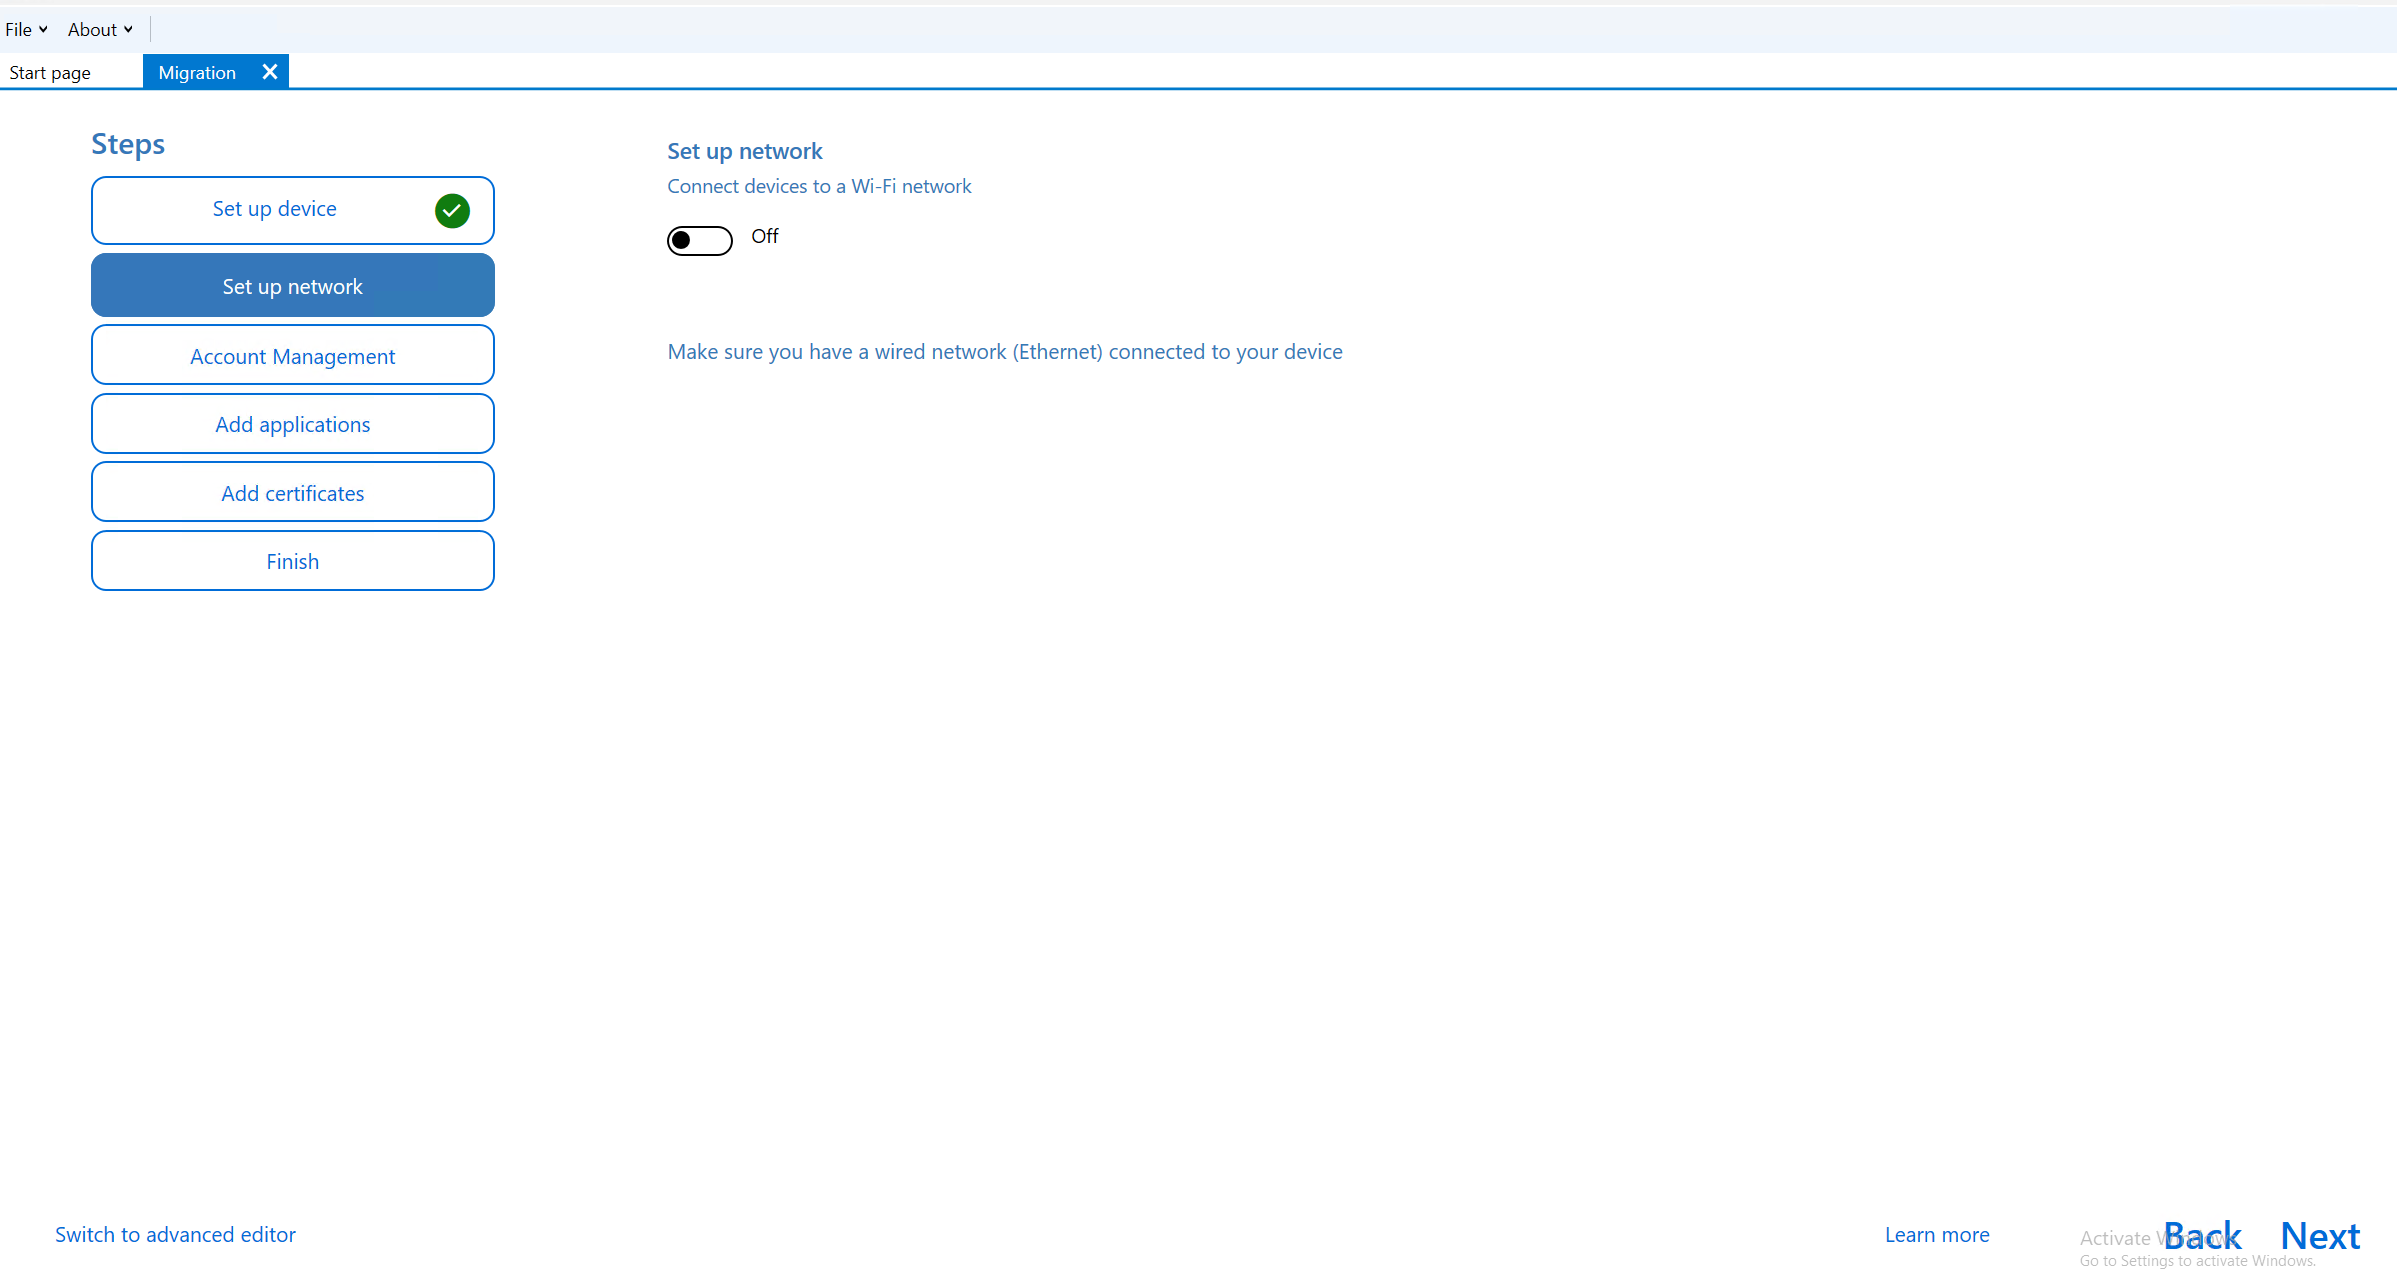 File About
Start page Migration
Steps
Set up device
Set up network
Account Management
Add applications
Add certificates
Finish
Set up network
Connect devices to a Wi-Fi network
Off
Make sure you have a wired network (Ethernet) connected to your device
Switch to advanced editor
Learn more
Back Next
Activate Windows
Go to Settings to activate Windows.